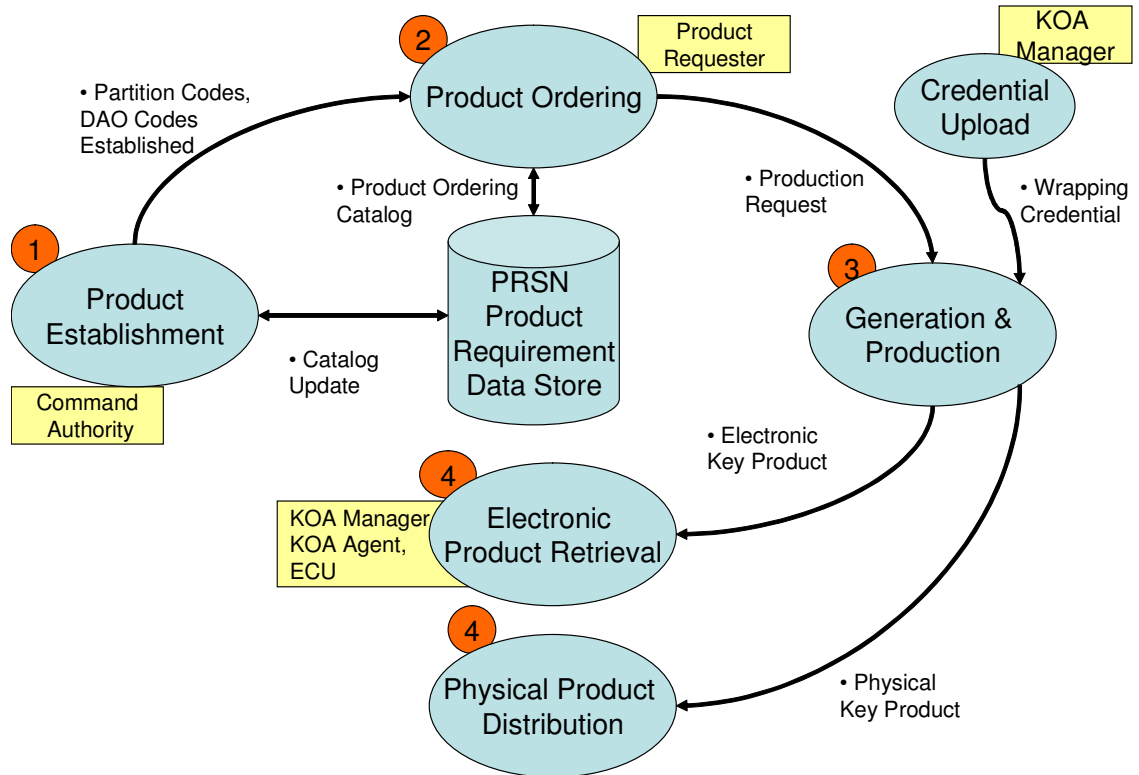 2
Product
Requester
KOA
Manager
Product Ordering
Credential
Upload
• Partition Codes,
DAO Codes
Established
• Product Ordering
Catalog
• Production
Request
• Wrapping
Credential
1
Product
Establishment
Command
Authority
PRSN
Product
Requirement
Data Store
• Catalog
Update
3
Generation &
Production
• Electronic
Key Product
4
KOA Manager
KOA Agent,
ECU
Electronic
Product Retrieval
4
Physical Product
Distribution
• Physical
Key Product